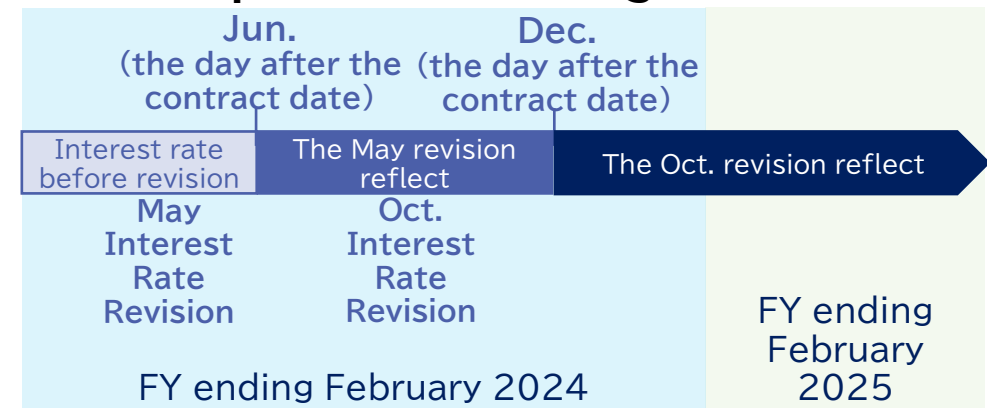 Jun.
(the day after the
contract date)
Dec.
(the day after the
contract date)
Interest rate
before revision
The May revision
reflect
The Oct. revision reflect
May
Interest
Rate
Revision
Oct.
Interest
Rate
Revision
FY ending February 2024
FY ending
February
2025